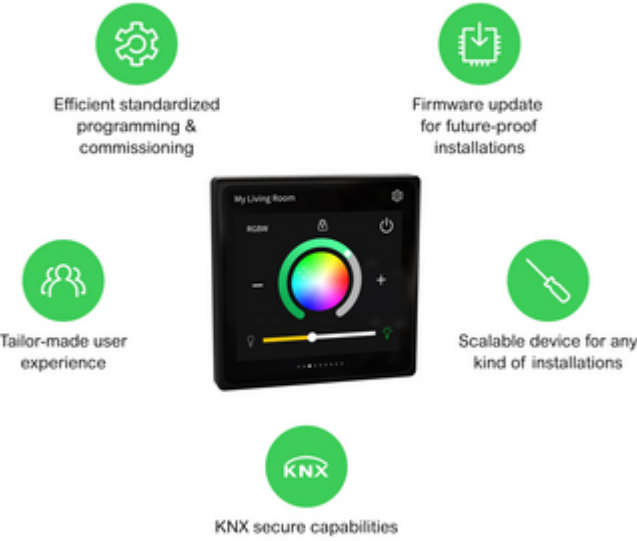 Efficient standardized
programming &
commissioning
Firmware update
for future-proof
installations
My Living Room
RGBW
Tailor-made user
experience
Scalable device for any
kind of installations
KNX
KNX secure capabilities